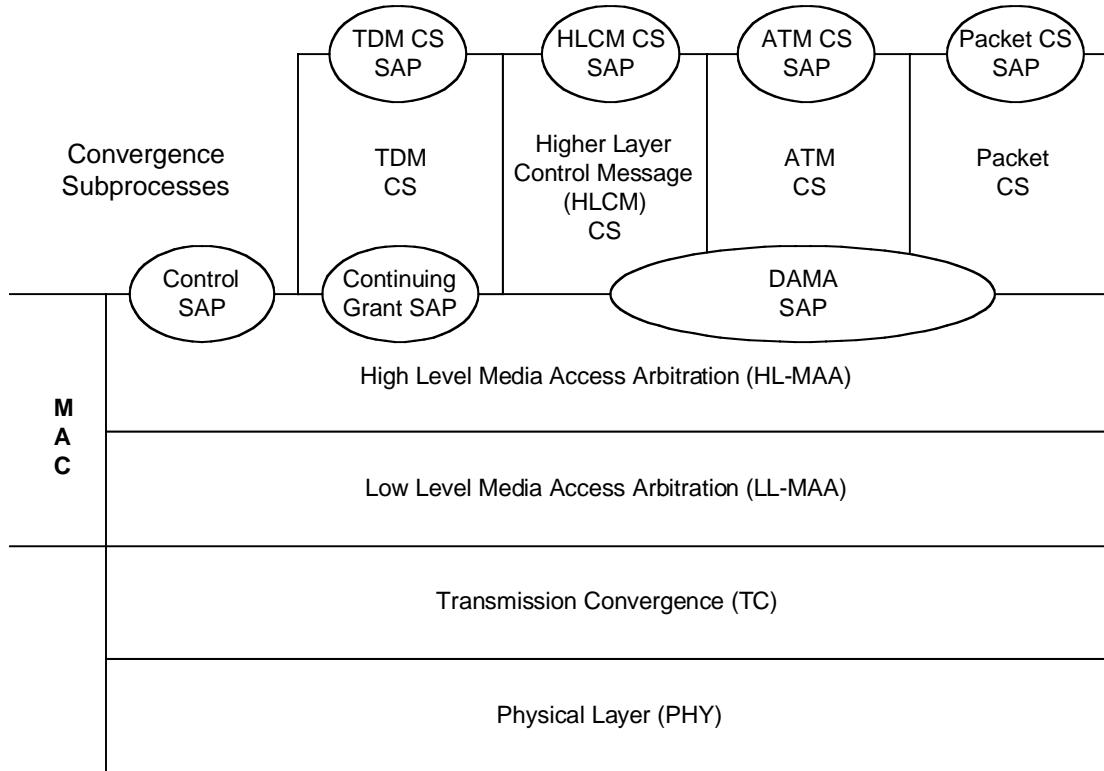 TDM CS
SAP
HLCM CS
SAP
ATM CS
SAP
Packet CS
SAP
Convergence
Subprocesses
TDM
CS
Higher Layer
Control Message
(HLCM)
CS
ATM
CS
Packet
CS
Control
SAP
Continuing
Grant SAP
DAMA
SAP
M
A
C
High Level Media Access Arbitration (HL-MAA)
Low Level Media Access Arbitration (LL-MAA)
Transmission Convergence (TC)
Physical Layer (PHY)